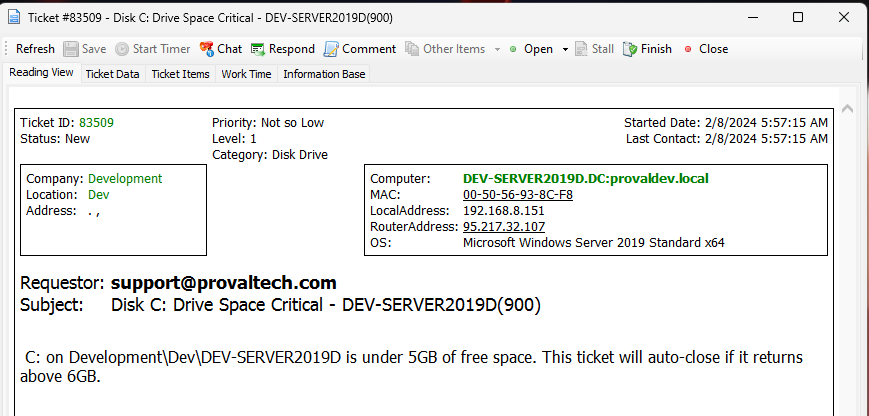 Ticket #83509 - Disk C: Drive Space Critical - DEV-SERVER2019D(900)
Refresh Save Start Timer Chat Respond Comment Other Items Open Stall Finish Close
Reading View Ticket Data Ticket Items Work Time Information Base
Ticket ID: 83509 Priority: Not so Low Started Date: 2/8/2024 5:57:15 AM
Status: New Level: 1 Last Contact: 2/8/2024 5:57:15 AM
Category: Disk Drive
Company: Development
Location: Dev
Address: . ,
Computer: DEV-SERVER2019D.DC:provaldev.local
MAC: 00-50-56-93-8C-F8
LocalAddress: 192.168.8.151
RouterAddress: 95.217.32.107
OS: Microsoft Windows Server 2019 Standard x64
Requestor: support@provaltech.com
Subject: Disk C: Drive Space Critical - DEV-SERVER2019D(900)
C: on Development\Dev\DEV-SERVER2019D is under 5GB of free space. This ticket will auto-close if it returns
above 6GB.